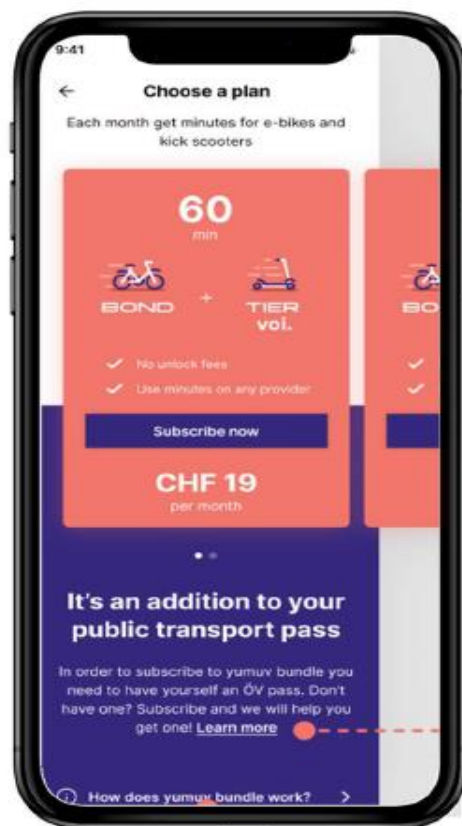 9:41
Choose a plan
Each month get minutes for e-bikes and
kick scooters
60
min
BOND + TIER
voi.
No unlock fees
Use minutes on any provider
Subscribe now
CHF 19
per month
BO
It's an addition to your
public transport pass
In order to subscribe to yumuv bundle you
need to have yourself an ÖV pass. Don't
have one? Subscribe and we will help you
get one! Learn more
How does yumuv bundle work?